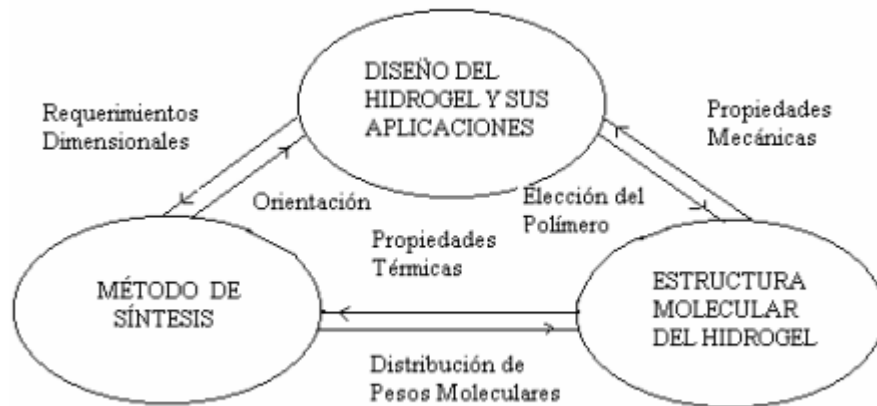 DISEÑO DEL
HIDROGEL Y SUS
APLICACIONES
Requerimientos
Dimensionales
Propiedades
Mecánicas
Orientación
Elección del
Polímero
Propiedades
Térmicas
MÉTODO DE
SÍNTESIS
ESTRUCTURA
MOLECULAR
DEL HIDROGEL
Distribución de
Pesos Moleculares